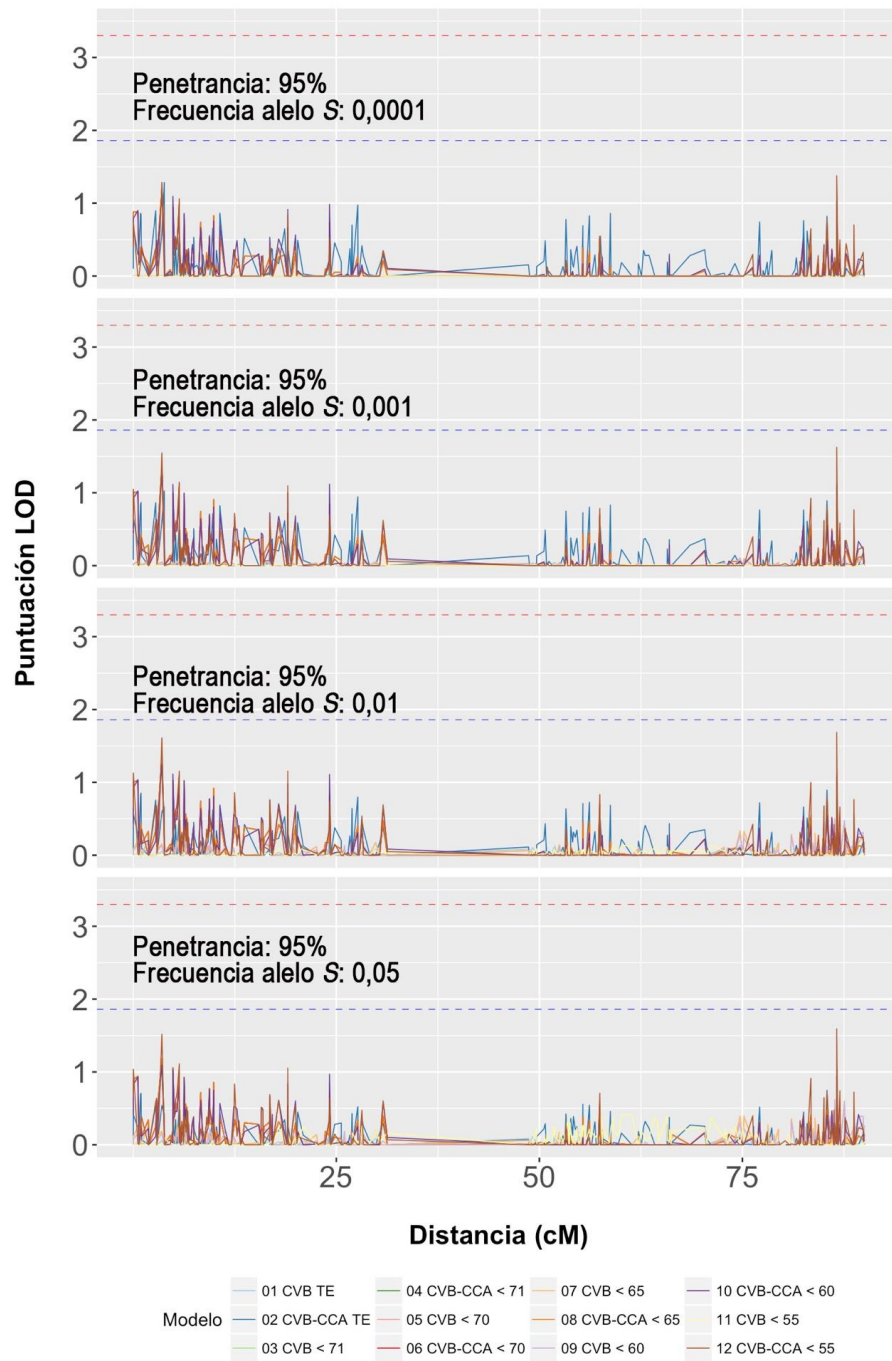 Puntuación LOD
3
2
1
0
Penetrancia: 95%
Frecuencia alelo S: 0,0001
3
2
1
0
Penetrancia: 95%
Frecuencia alelo S: 0,001
3
2
1
0
Penetrancia: 95%
Frecuencia alelo S: 0,01
3
2
1
0
Penetrancia: 95%
Frecuencia alelo S: 0,05
25 50 75
Distancia (cM)
Modelo
01 CVB TE 04 CVB-CCA < 71 07 CVB < 65 10 CVB-CCA < 60
02 CVB-CCA TE 05 CVB < 70 08 CVB-CCA < 65 11 CVB < 55
03 CVB < 71 06 CVB-CCA < 70 09 CVB < 60 12 CVB-CCA < 55